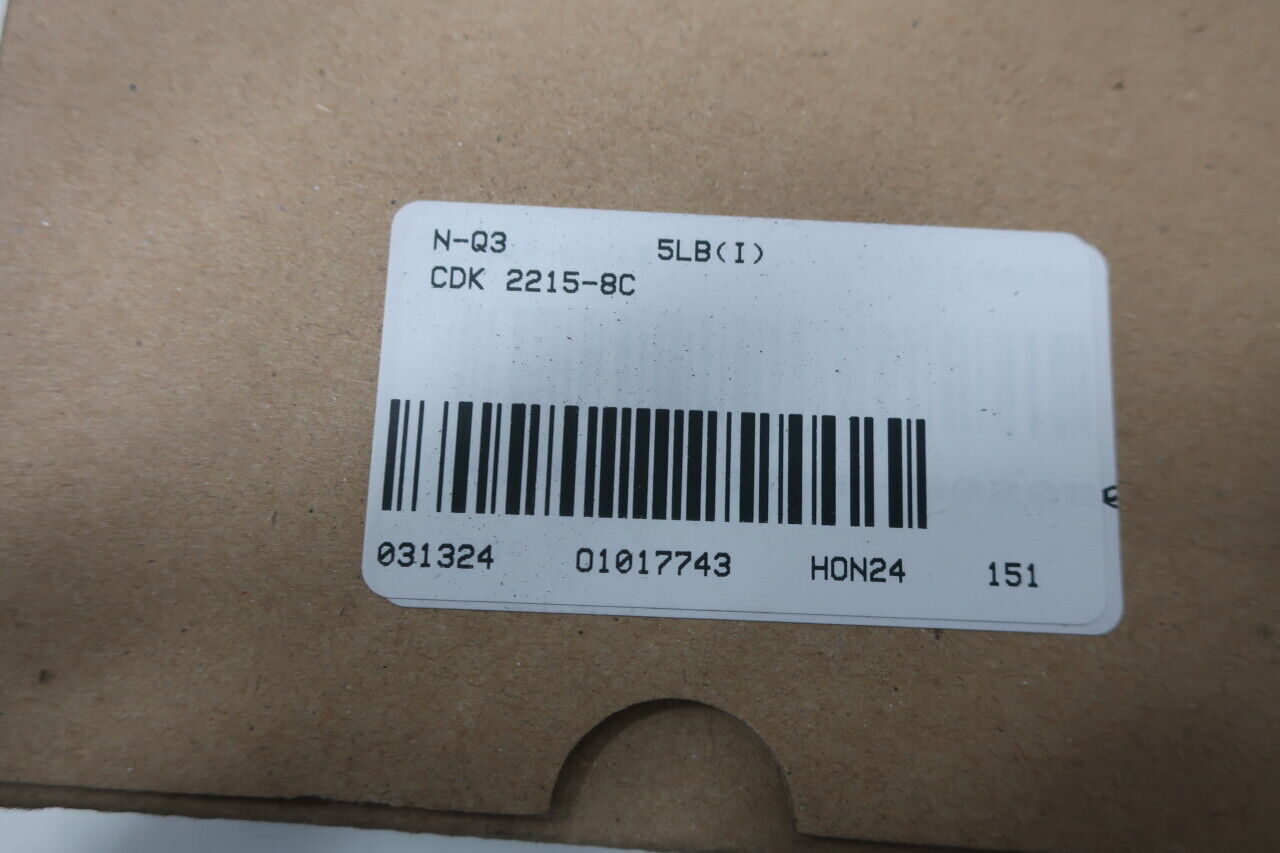 N-Q3 5LB(I)
CDK 2215-8C
031324 01017743 HON24 151